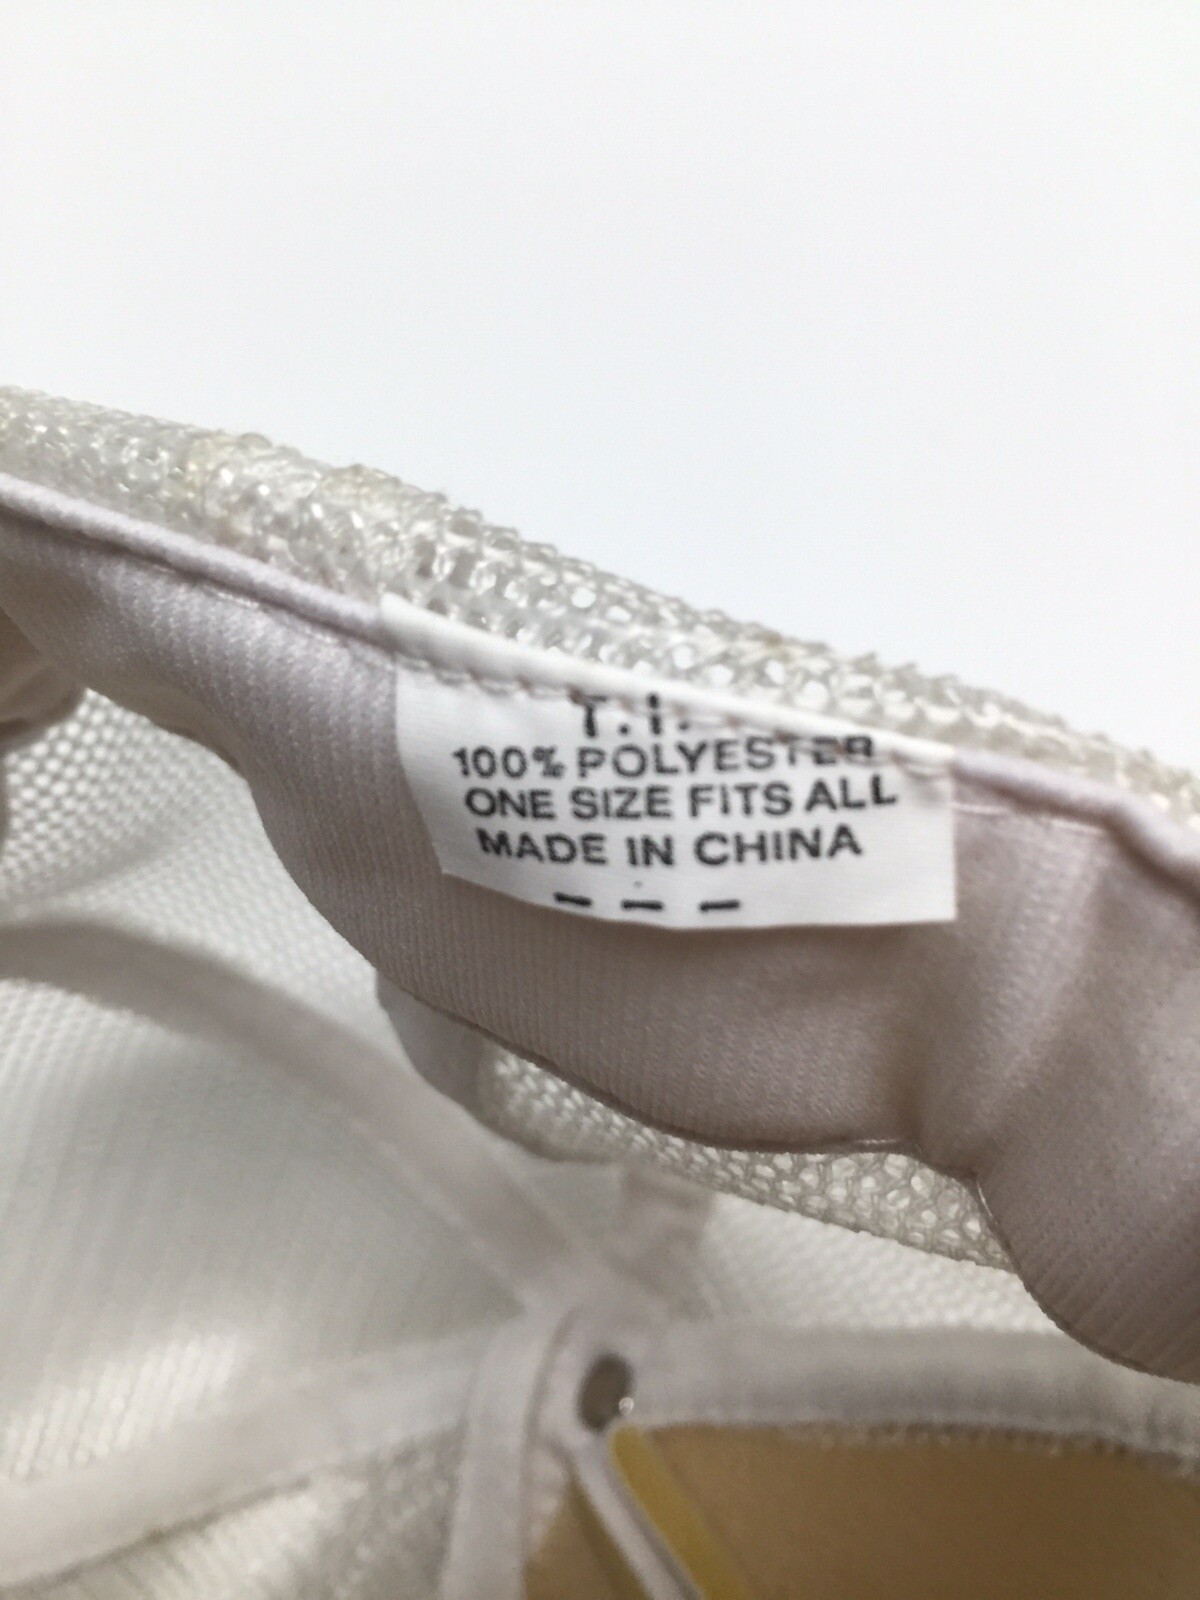 T.I.
100% POLYESTER
ONE SIZE FITS ALL
MADE IN CHINA
- - -